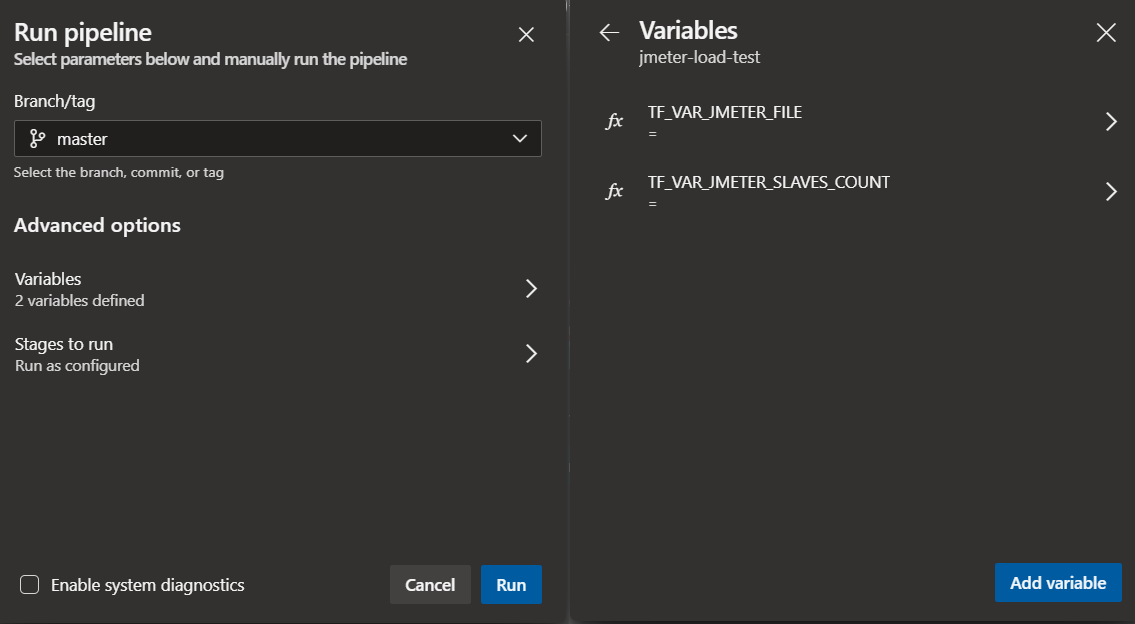 Run pipeline
Select parameters below and manually run the pipeline
Branch/tag
master
Select the branch, commit, or tag
Advanced options
Variables
2 variables defined
Stages to run
Run as configured
Enable system diagnostics
Cancel
Run
Variables
jmeter-load-test
fx TF_VAR_JMETER_FILE
=
fx TF_VAR_JMETER_SLAVES_COUNT
=
Add variable